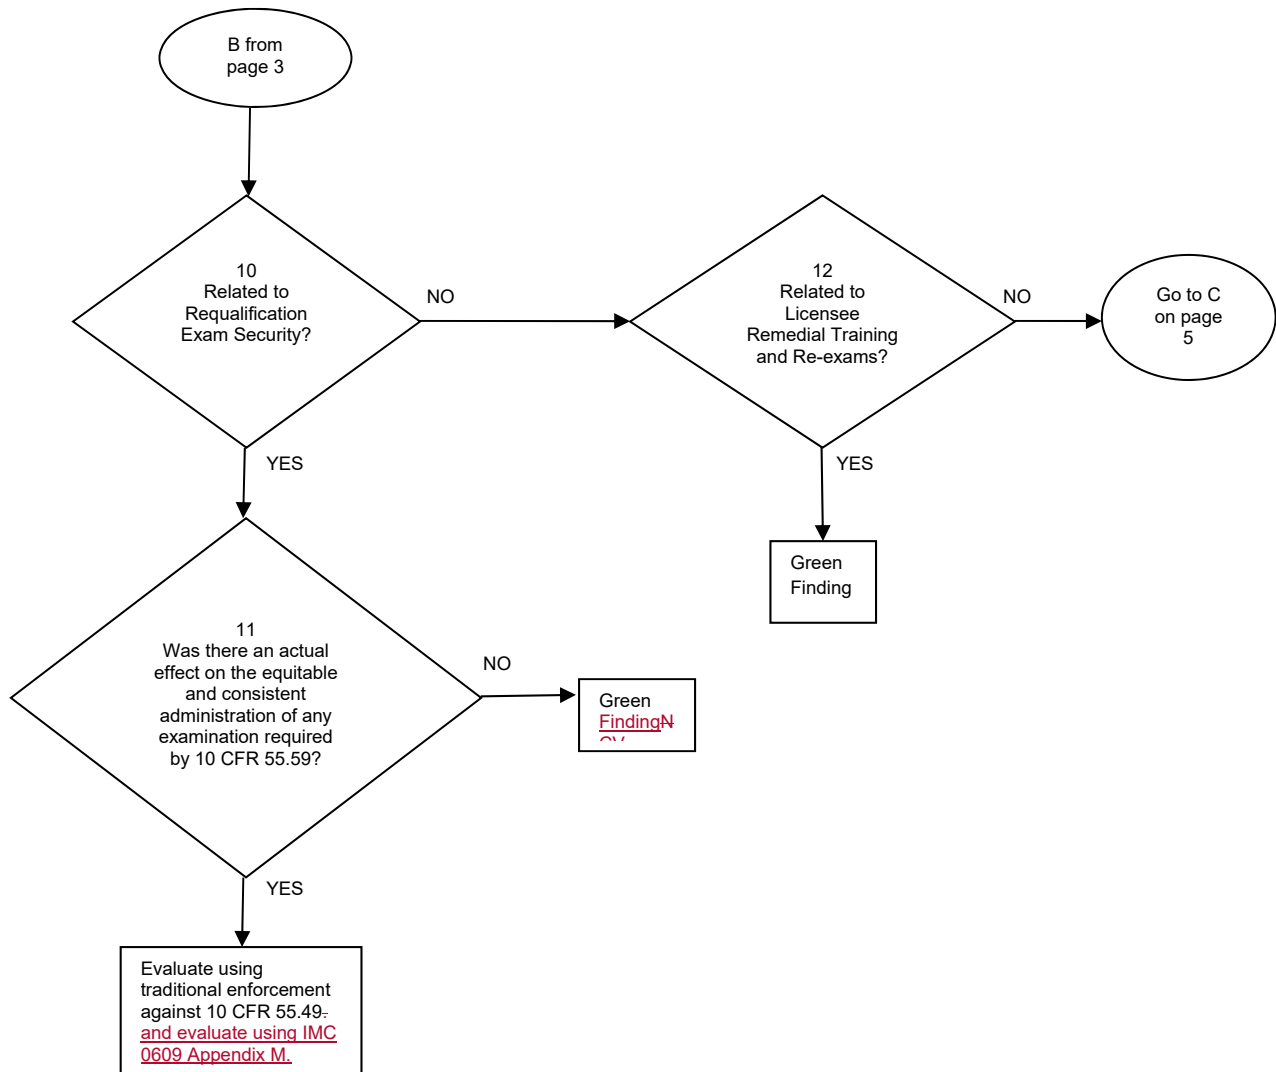 B from
page 3
10
Related to
Requalification
Exam Security?
NO
12
Related to
Licensee
Remedial Training
and Re-exams?
NO
Go to C
on page
5
YES
YES
Green
Finding
11
Was there an actual
effect on the equitable
and consistent
administration of any
examination required
by 10 CFR 55.59?
NO
Green
FindingN
YES
Evaluate using
traditional enforcement
against 10 CFR 55.49.
and evaluate using IMC
0609 Appendix M.